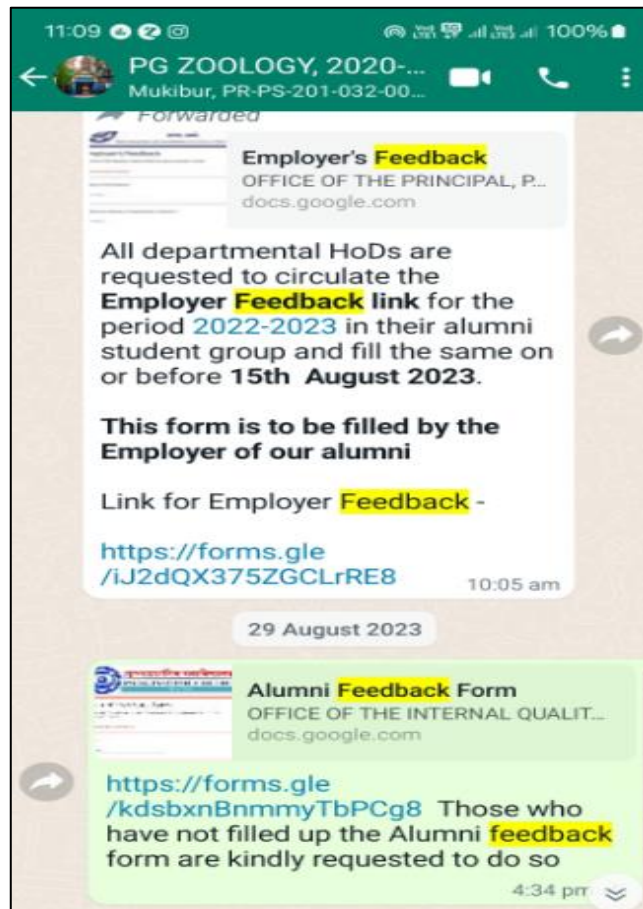 11:09
100%
PG ZOOLOGY, 2020-...
Mukibur, PR-PS-201-032-00...
Forwarded
Employer's Feedback
OFFICE OF THE PRINCIPAL, P...
docs.google.com
All departmental HoDs are
requested to circulate the
Employer Feedback link for the
period 2022-2023 in their alumni
student group and fill the same on
or before 15th August 2023.
This form is to be filled by the
Employer of our alumni
Link for Employer Feedback -
https://forms.gle
/iJ2dQX375ZGCLrRE8
10:05 am
29 August 2023
Alumni Feedback Form
OFFICE OF THE INTERNAL QUALIT...
docs.google.com
https://forms.gle
/kdsbxnBnmmyTbPCg8 Those who
have not filled up the Alumni feedback
form are kindly requested to do so
4:34 pm